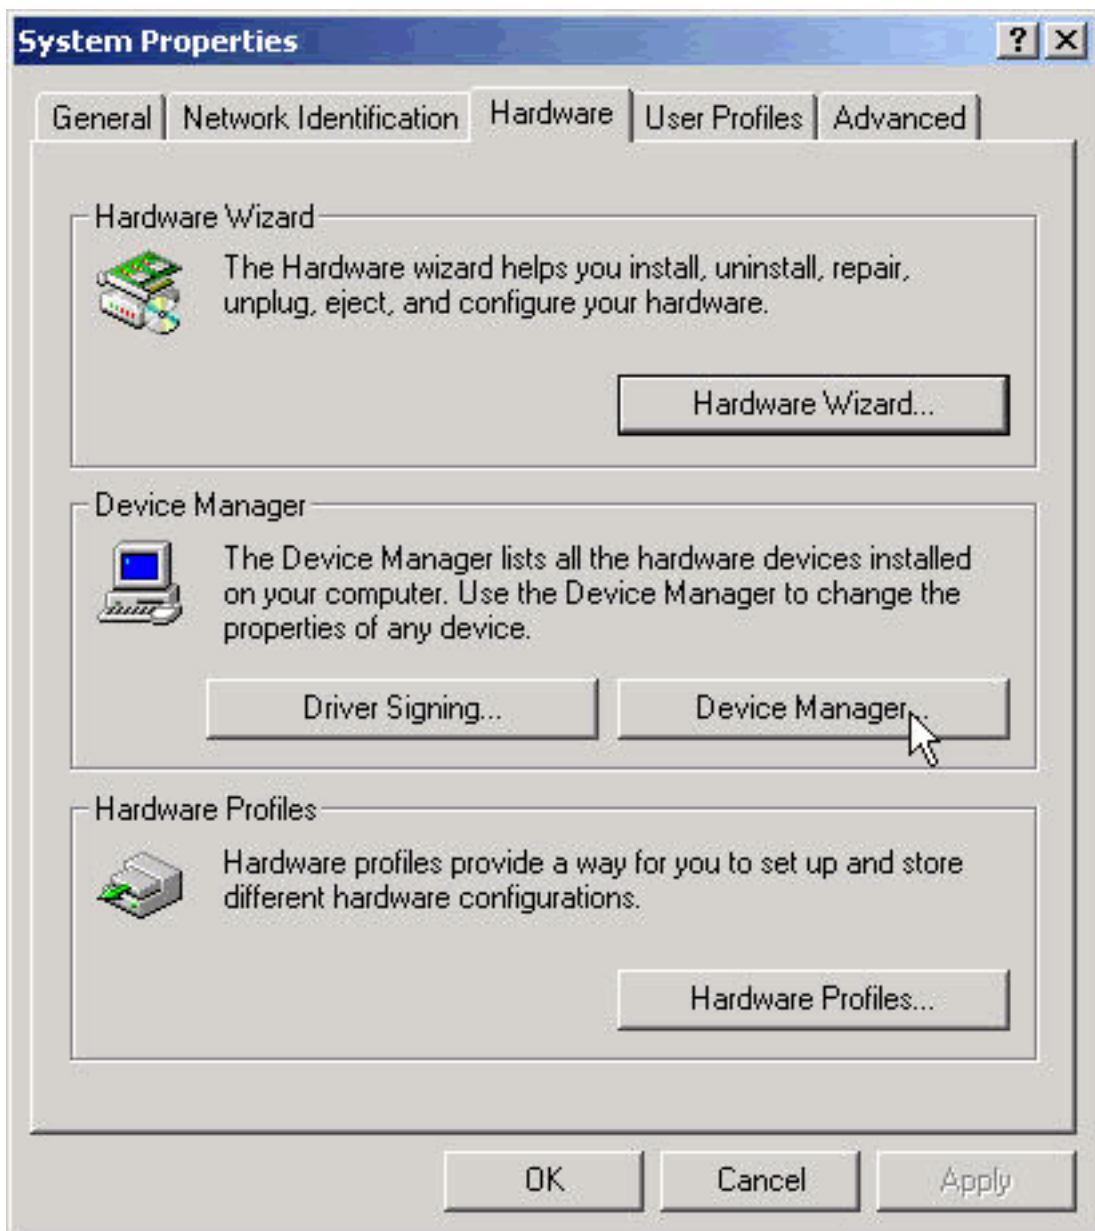 System Properties
General
Network Identification
Hardware
User Profiles
Advanced
Hardware Wizard
The Hardware wizard helps you install, uninstall, repair,
unplug, eject, and configure your hardware.
Hardware Wizard...
Device Manager
The Device Manager lists all the hardware devices installed
on your computer. Use the Device Manager to change the
properties of any device.
Driver Signing...
Device Manager...
Hardware Profiles
Hardware profiles provide a way for you to set up and store
different hardware configurations.
Hardware Profiles...
OK
Cancel
Apply